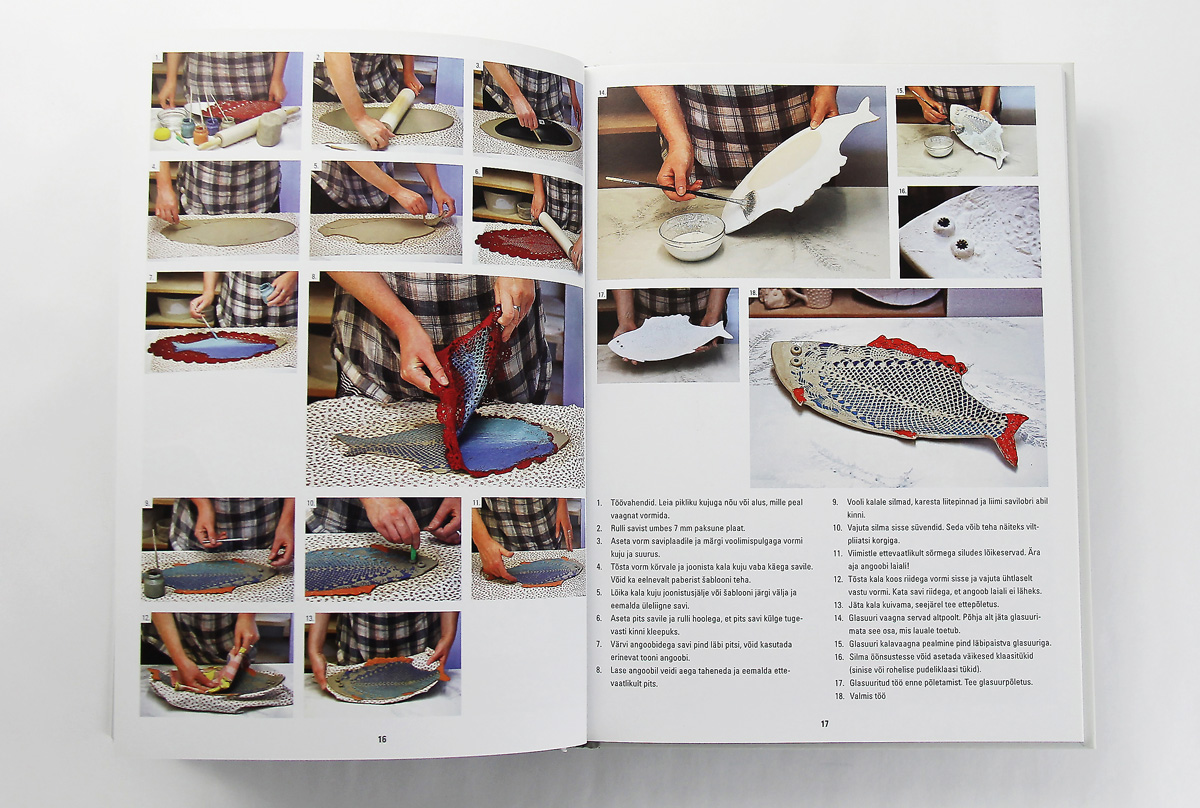 1.
2.
3.
4.
5.
6.
7.
8.
9.
10.
11.
12.
13.
16
14.
15.
16.
17.
18.
1. Töövahendid. Leia pikliku kujuga nõu või alus, mille peal
vaagnat vormida.
2. Rulli savist umbes 7 mm paksune plaat.
3. Aseta vorm saviplaadile ja märgi voolimispulgaga vormi
kuju ja suurus.
4. Tõsta vorm kõrvale ja joonista kala kuju vaba käega savile.
Võid ka eelnevalt paberist šablooni teha.
5. Lõika kala kuju joonistusjälje või šablooni järgi välja ja
eemalda üleliigne savi.
6. Aseta pits savile ja rulli hoolega, et pits savi külge tuge-
vasti kinni kleepuks.
7. Värvi angoobidega savi pind läbi pitsi, võid kasutada
erinevat tooni angoobi.
8. Lase angoobil veidi aega taheneda ja eemalda ette-
vaatlikult pits.
9. Vooli kalale silmad, karesta liitepinnad ja liimi savilobri abil
kinni.
10. Vajuta silma sisse süvendid. Seda võib teha näiteks vilt-
pliiatsi korgiga.
11. Viimistle ettevaatlikult sõrmega siludes lõikeservad. Ära
aja angoobi laiali!
12. Tõsta kala koos riidega vormi sisse ja vajuta ühtlaselt
vastu vormi. Kata savi riidega, et angoob laiali ei läheks.
13. Jäta kala kuivama, seejärel tee ettepõletus.
14. Glasuuri vaagna servad altpoolt. Põhja alt jäta glasuuri-
mata see osa, mis lauale toetub.
15. Glasuuri kalavaagna pealmine pind läbipaistva glasuuriga.
16. Silma õõnsustesse võid asetada väikesed klaasitükid
(sinise või rohelise pudeliklaasi tükid).
17. Glasuuritud töö enne põletamist. Tee glasuurpõletus.
18. Valmis töö
17